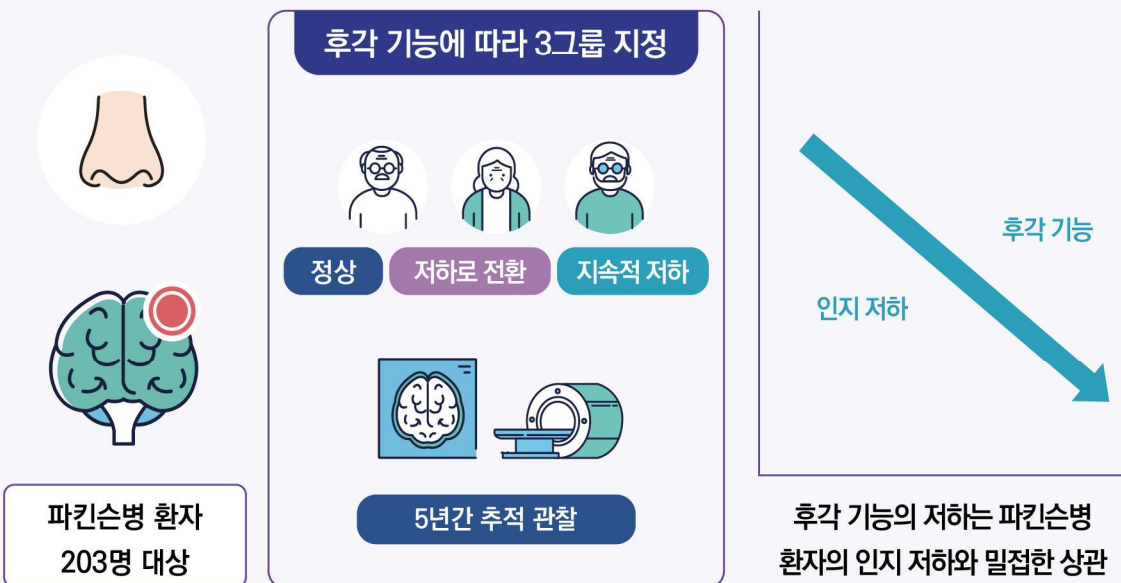 후각 기능에 따라 3그룹 지정
정상
저하로 전환
지속적 저하
5년간 추적 관찰
파킨슨병 환자
203명 대상
후각 기능
인지 저하
후각 기능의 저하는 파킨슨병
환자의 인지 저하와 밀접한 상관